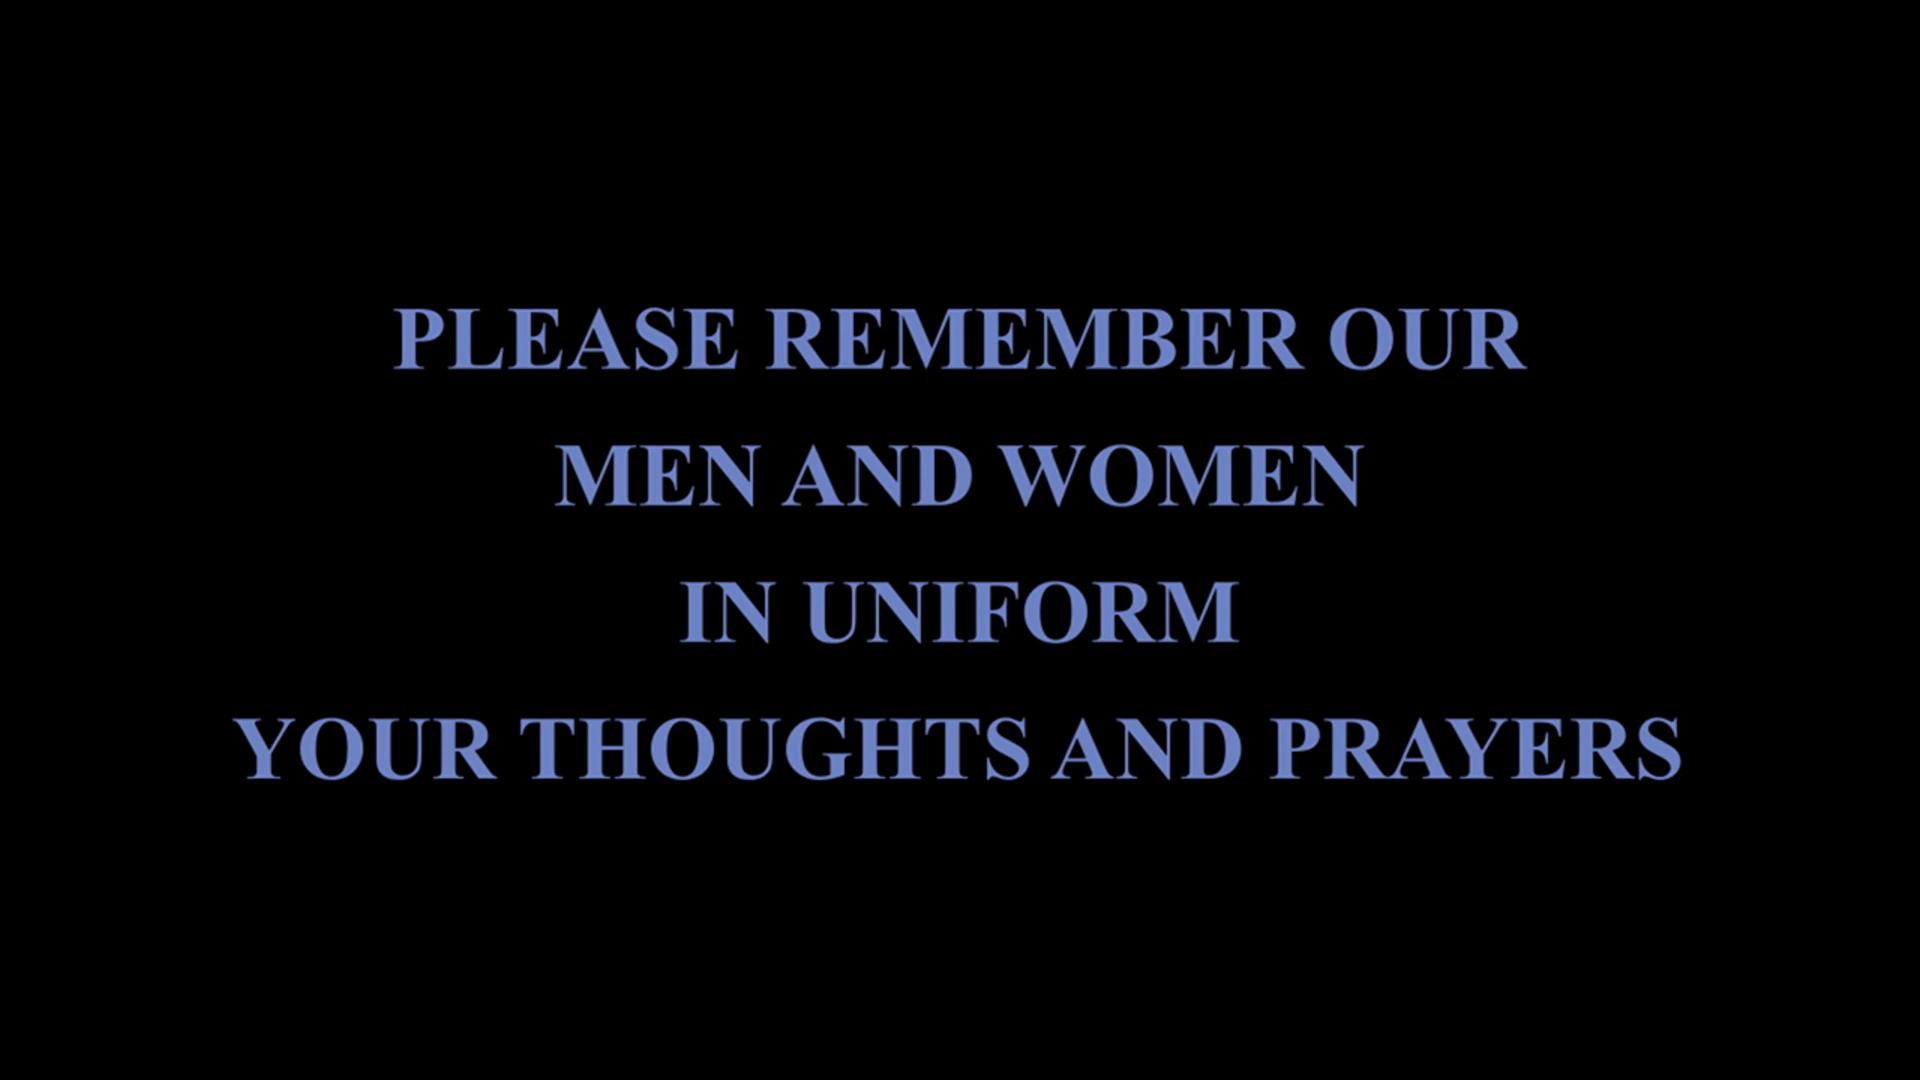 PLEASE REMEMBER OUR
MEN AND WOMEN
IN UNIFORM
YOUR THOUGHTS AND PRAYERS